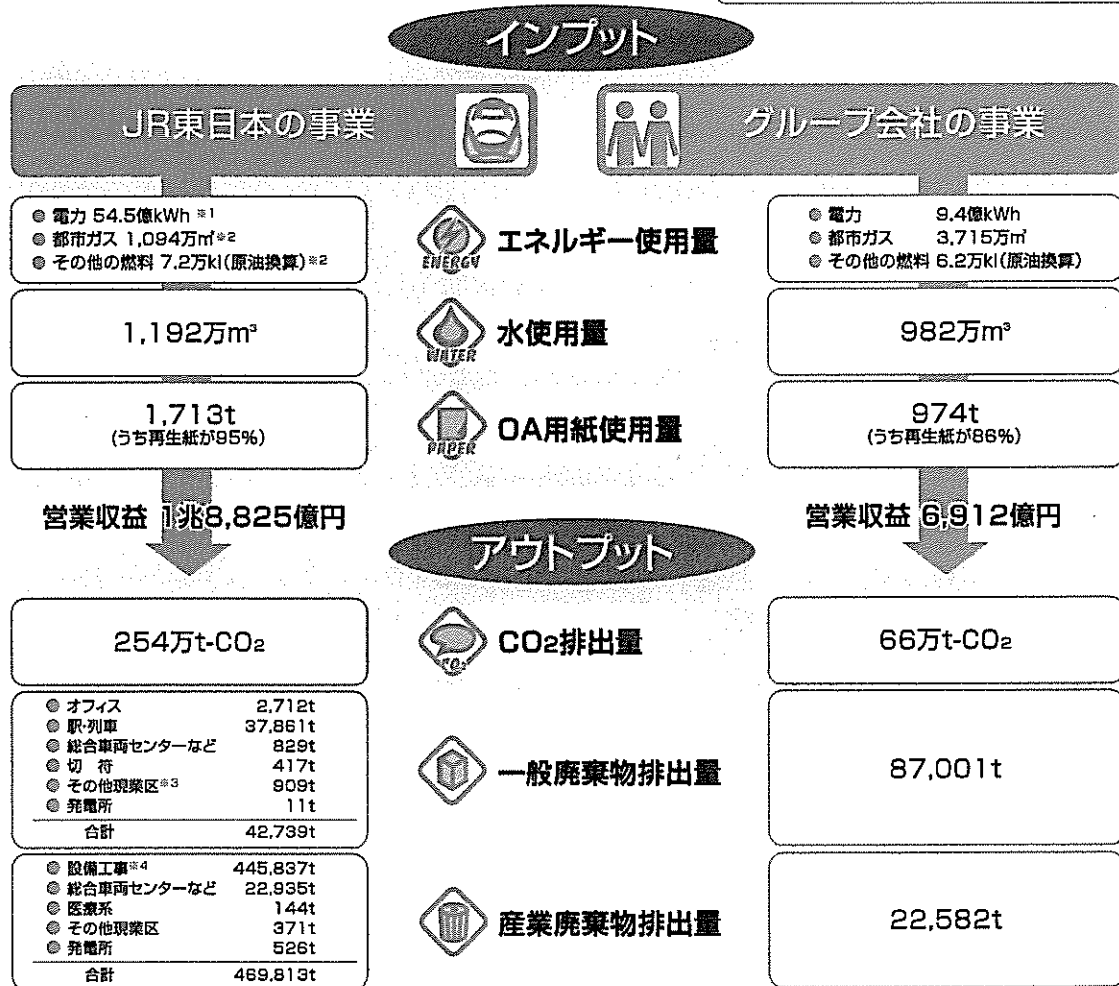 インプット
JR東日本の事業
グループ会社の事業
● 電力 54.5億kWh ※1
● 都市ガス 1,094万㎥※2
● その他の燃料 7.2万kl(原油換算)※2
ENERGY
エネルギー使用量
● 電力 9.4億kWh
● 都市ガス 3,715万㎥
● その他の燃料 6.2万kl(原油換算)
1,192万m³
WATER
水使用量
982万m³
1,713t
(うち再生紙が95%)
PAPER
OA用紙使用量
974t
(うち再生紙が86%)
営業収益 1兆8,825億円
営業収益 6,912億円
アウトプット
254万t-CO₂
CO₂
CO₂排出量
66万t-CO₂
● オフィス 2,712t
● 駅・列車 37,861t
● 総合車両センターなど 829t
● 切 符 417t
● その他現業区※3 909t
● 発電所 11t
合計 42,739t
一般廃棄物排出量
87,001t
● 設備工事※4 445,837t
● 総合車両センターなど 22,935t
● 医療系 144t
● その他現業区 371t
● 発電所 526t
合計 469,813t
産業廃棄物排出量
22,582t